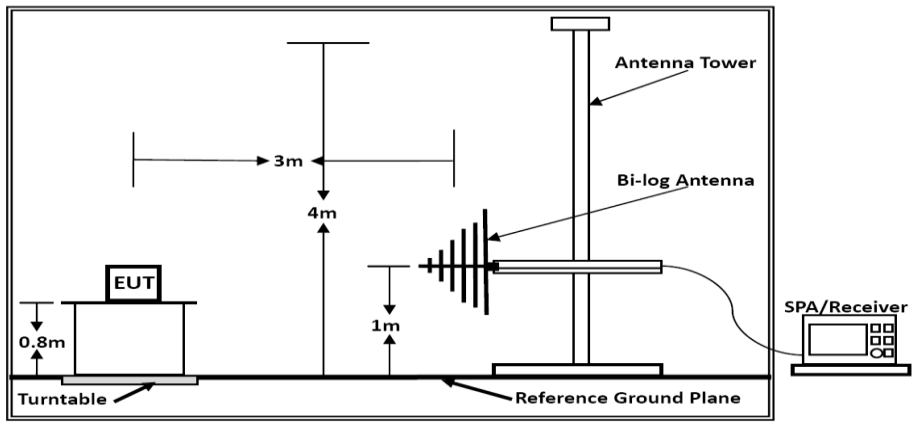 Antenna Tower
3m
Bi-log Antenna
4m
EUT
SPA/Receiver
1m
0.8m
Turntable
Reference Ground Plane